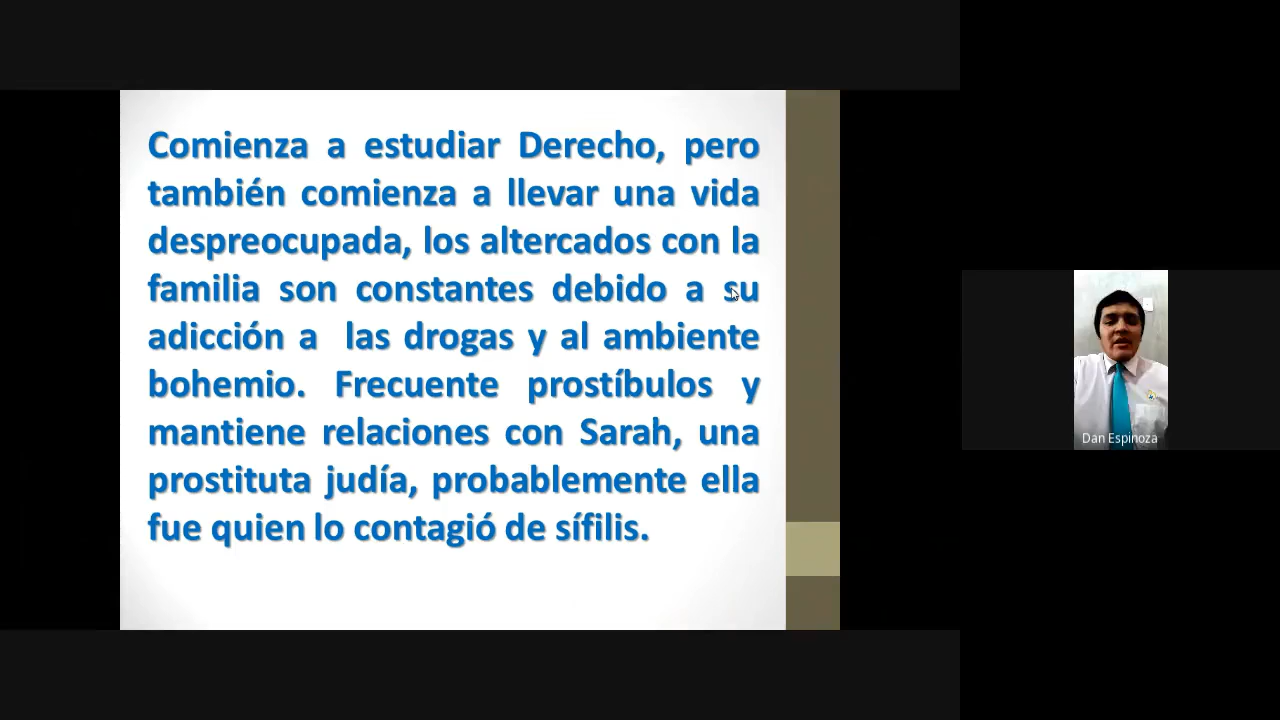 Comienza a estudiar Derecho, pero
también comienza a llevar una vida
despreocupada, los altercados con la
familia son constantes debido a su
adicción a las drogas y al ambiente
bohemio. Frecuente prostíbulos y
mantiene relaciones con Sarah, una
prostituta judía, probablemente ella
fue quien lo contagió de sífilis.
Dan Espinoza